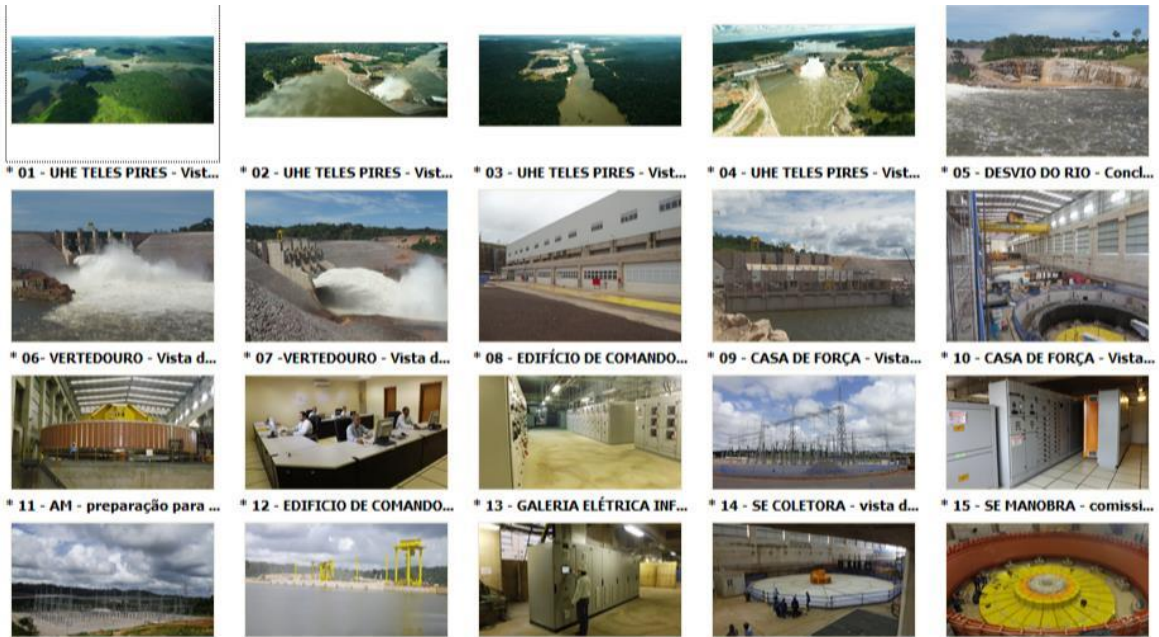 * 01 - UHE TELES PIRES - Vist...
* 02 - UHE TELES PIRES - Vist...
* 03 - UHE TELES PIRES - Vist...
* 04 - UHE TELES PIRES - Vist...
* 05 - DESVIO DO RIO - Concl...
* 06- VERTEDOURO - Vista d...
* 07 -VERTEDOURO - Vista d...
* 08 - EDIFÍCIO DE COMANDO...
* 09 - CASA DE FORÇA - Vista...
* 10 - CASA DE FORÇA - Vista...
* 11 - AM - preparação para ...
* 12 - EDIFICIO DE COMANDO...
* 13 - GALERIA ELÉTRICA INF...
* 14 - SE COLETORA - vista d...
* 15 - SE MANOBRA - comissi...